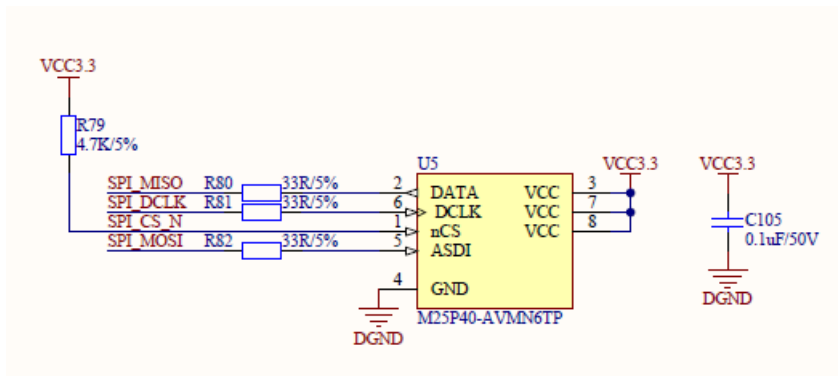 VCC3.3
R79
4.7K/5%
U5
VCC3.3
VCC3.3
SPI_MISO R80 33R/5% 2 DATA VCC 3
SPI_DCLK R81 33R/5% 6 DCLK VCC 7
SPI_CS_N 1 nCS VCC 8
SPI_MOSI R82 33R/5% 5 ASDI
C105
0.1uF/50V
4 GND
DGND
M25P40-AVMN6TP
DGND